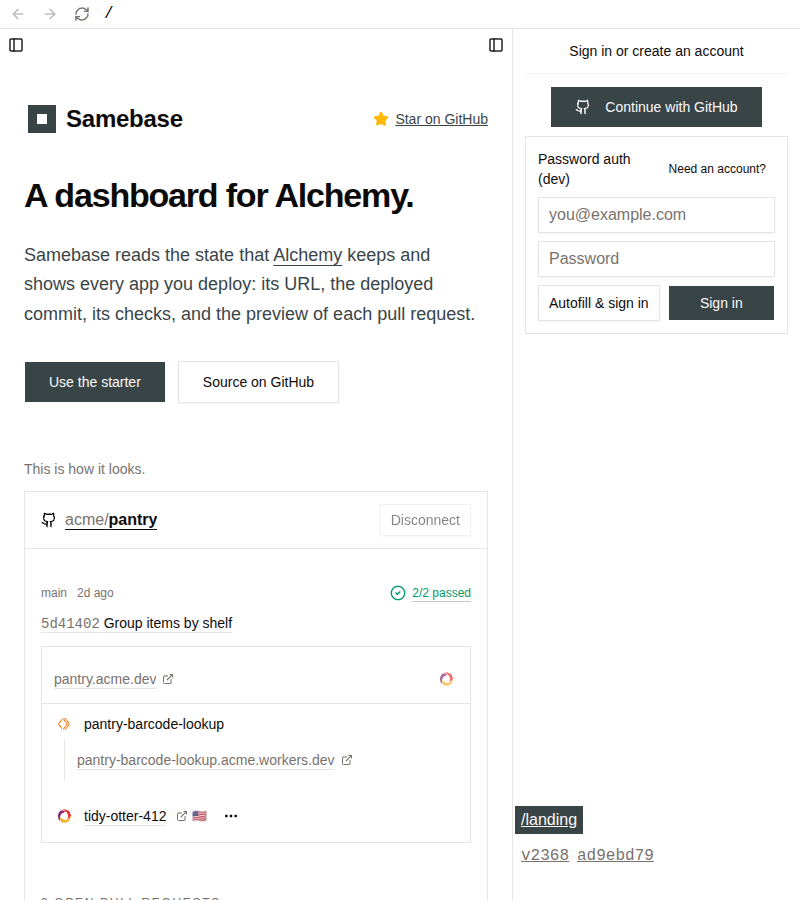 /
Samebase
Star on GitHub
A dashboard for Alchemy.
Samebase reads the state that Alchemy keeps and
shows every app you deploy: its URL, the deployed
commit, its checks, and the preview of each pull request.
Use the starter
Source on GitHub
This is how it looks.
acme/pantry
Disconnect
main 2d ago
2/2 passed
5d41402 Group items by shelf
pantry.acme.dev
pantry-barcode-lookup
pantry-barcode-lookup.acme.workers.dev
tidy-otter-412
OPEN PULL REQUESTS
Sign in or create an account
Continue with GitHub
Password auth
(dev)
Need an account?
you@example.com
Password
Autofill & sign in
Sign in
/landing
v2368 ad9ebd79